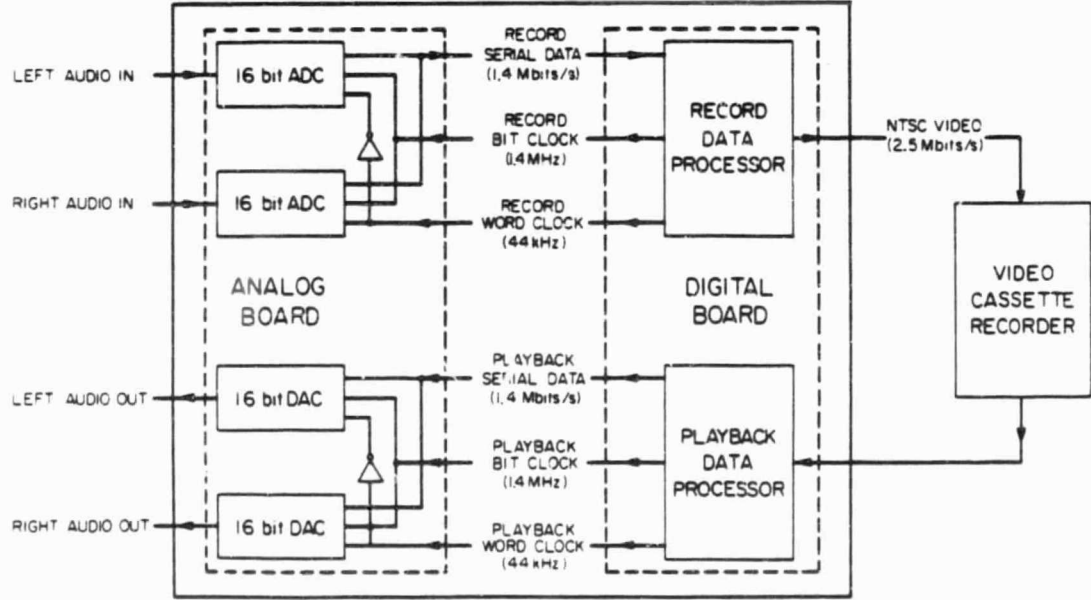 LEFT AUDIO IN
16 bit ADC
RIGHT AUDIO IN
16 bit ADC
RECORD
SERIAL DATA
(1.4 Mbits/s)
RECORD
BIT CLOCK
(1.4 MHz)
RECORD
WORD CLOCK
(44 kHz)
RECORD
DATA
PROCESSOR
NTSC VIDEO
(2.5 Mbits/s)
VIDEO
CASSETTE
RECORDER
ANALOG
BOARD
DIGITAL
BOARD
LEFT AUDIO OUT
16 bit DAC
RIGHT AUDIO OUT
16 bit DAC
PLAYBACK
SERIAL DATA
(1.4 Mbits/s)
PLAYBACK
BIT CLOCK
(1.4 MHz)
PLAYBACK
WORD CLOCK
(44 kHz)
PLAYBACK
DATA
PROCESSOR